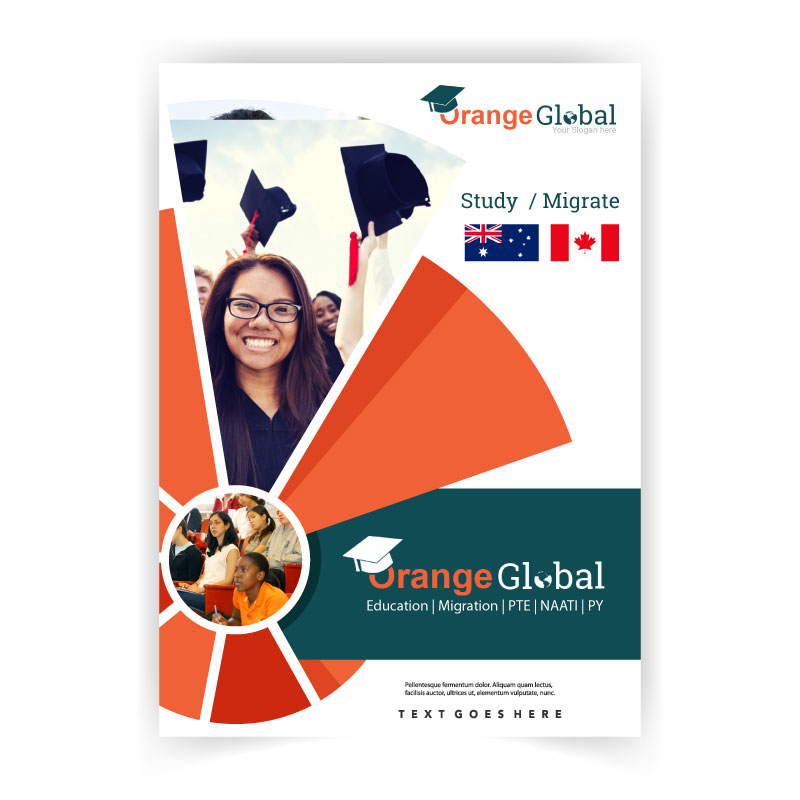 Orange Global
Your Slogan here
Study / Migrate
Orange Global
Education | Migration | PTE | NAATI | PY
Pellentesque fermentum dolor. Aliquam quam lectus,
facilisis auctor, ultrices ut, elementum vulputate, nunc.
TEXT GOES HERE